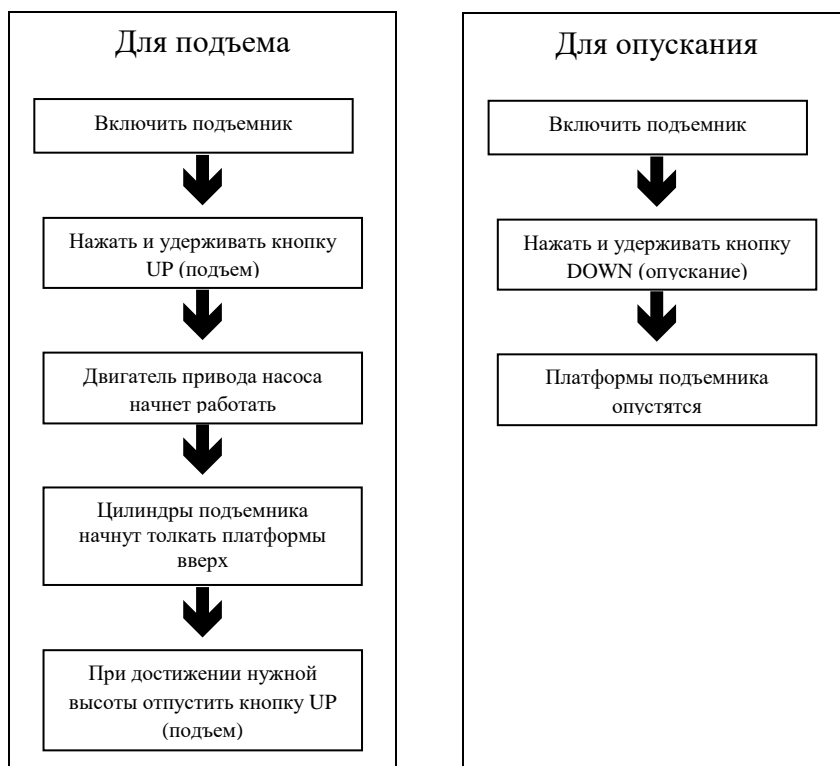 Для подъема
Включить подъемник
Нажать и удерживать кнопку
UP (подъем)
Двигатель привода насоса
начнет работать
Цилиндры подъемника
начнут толкать платформы
вверх
При достижении нужной
высоты отпустить кнопку UP
(подъем)
Для опускания
Включить подъемник
Нажать и удерживать кнопку
DOWN (опускание)
Платформы подъемника
опустятся